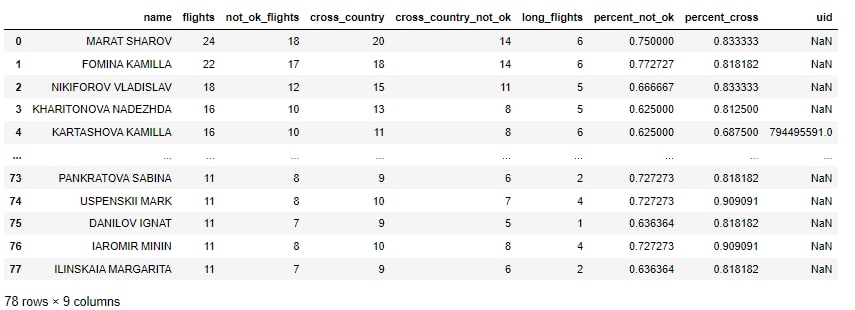 name flights not_ok_flights cross_country cross_country_not_ok long_flights percent_not_ok percent_cross uid
0 MARAT SHAROV 24 18 20 14 6 0.750000 0.833333 NaN
1 FOMINA KAMILLA 22 17 18 14 6 0.772727 0.818182 NaN
2 NIKIFOROV VLADISLAV 18 12 15 11 5 0.666667 0.833333 NaN
3 KHARITONOVA NADEZHDA 16 10 13 8 5 0.625000 0.812500 NaN
4 KARTASHOVA KAMILLA 16 10 11 8 6 0.625000 0.687500 794495591.0
... ... ... ... ... ... ... ... ... ...
73 PANKRATOVA SABINA 11 8 9 6 2 0.727273 0.818182 NaN
74 USPENSKII MARK 11 8 10 7 4 0.727273 0.909091 NaN
75 DANILOV IGNAT 11 7 9 5 1 0.636364 0.818182 NaN
76 IAROMIR MININ 11 8 10 8 4 0.727273 0.909091 NaN
77 ILINSKAIA MARGARITA 11 7 9 6 2 0.636364 0.818182 NaN
78 rows × 9 columns